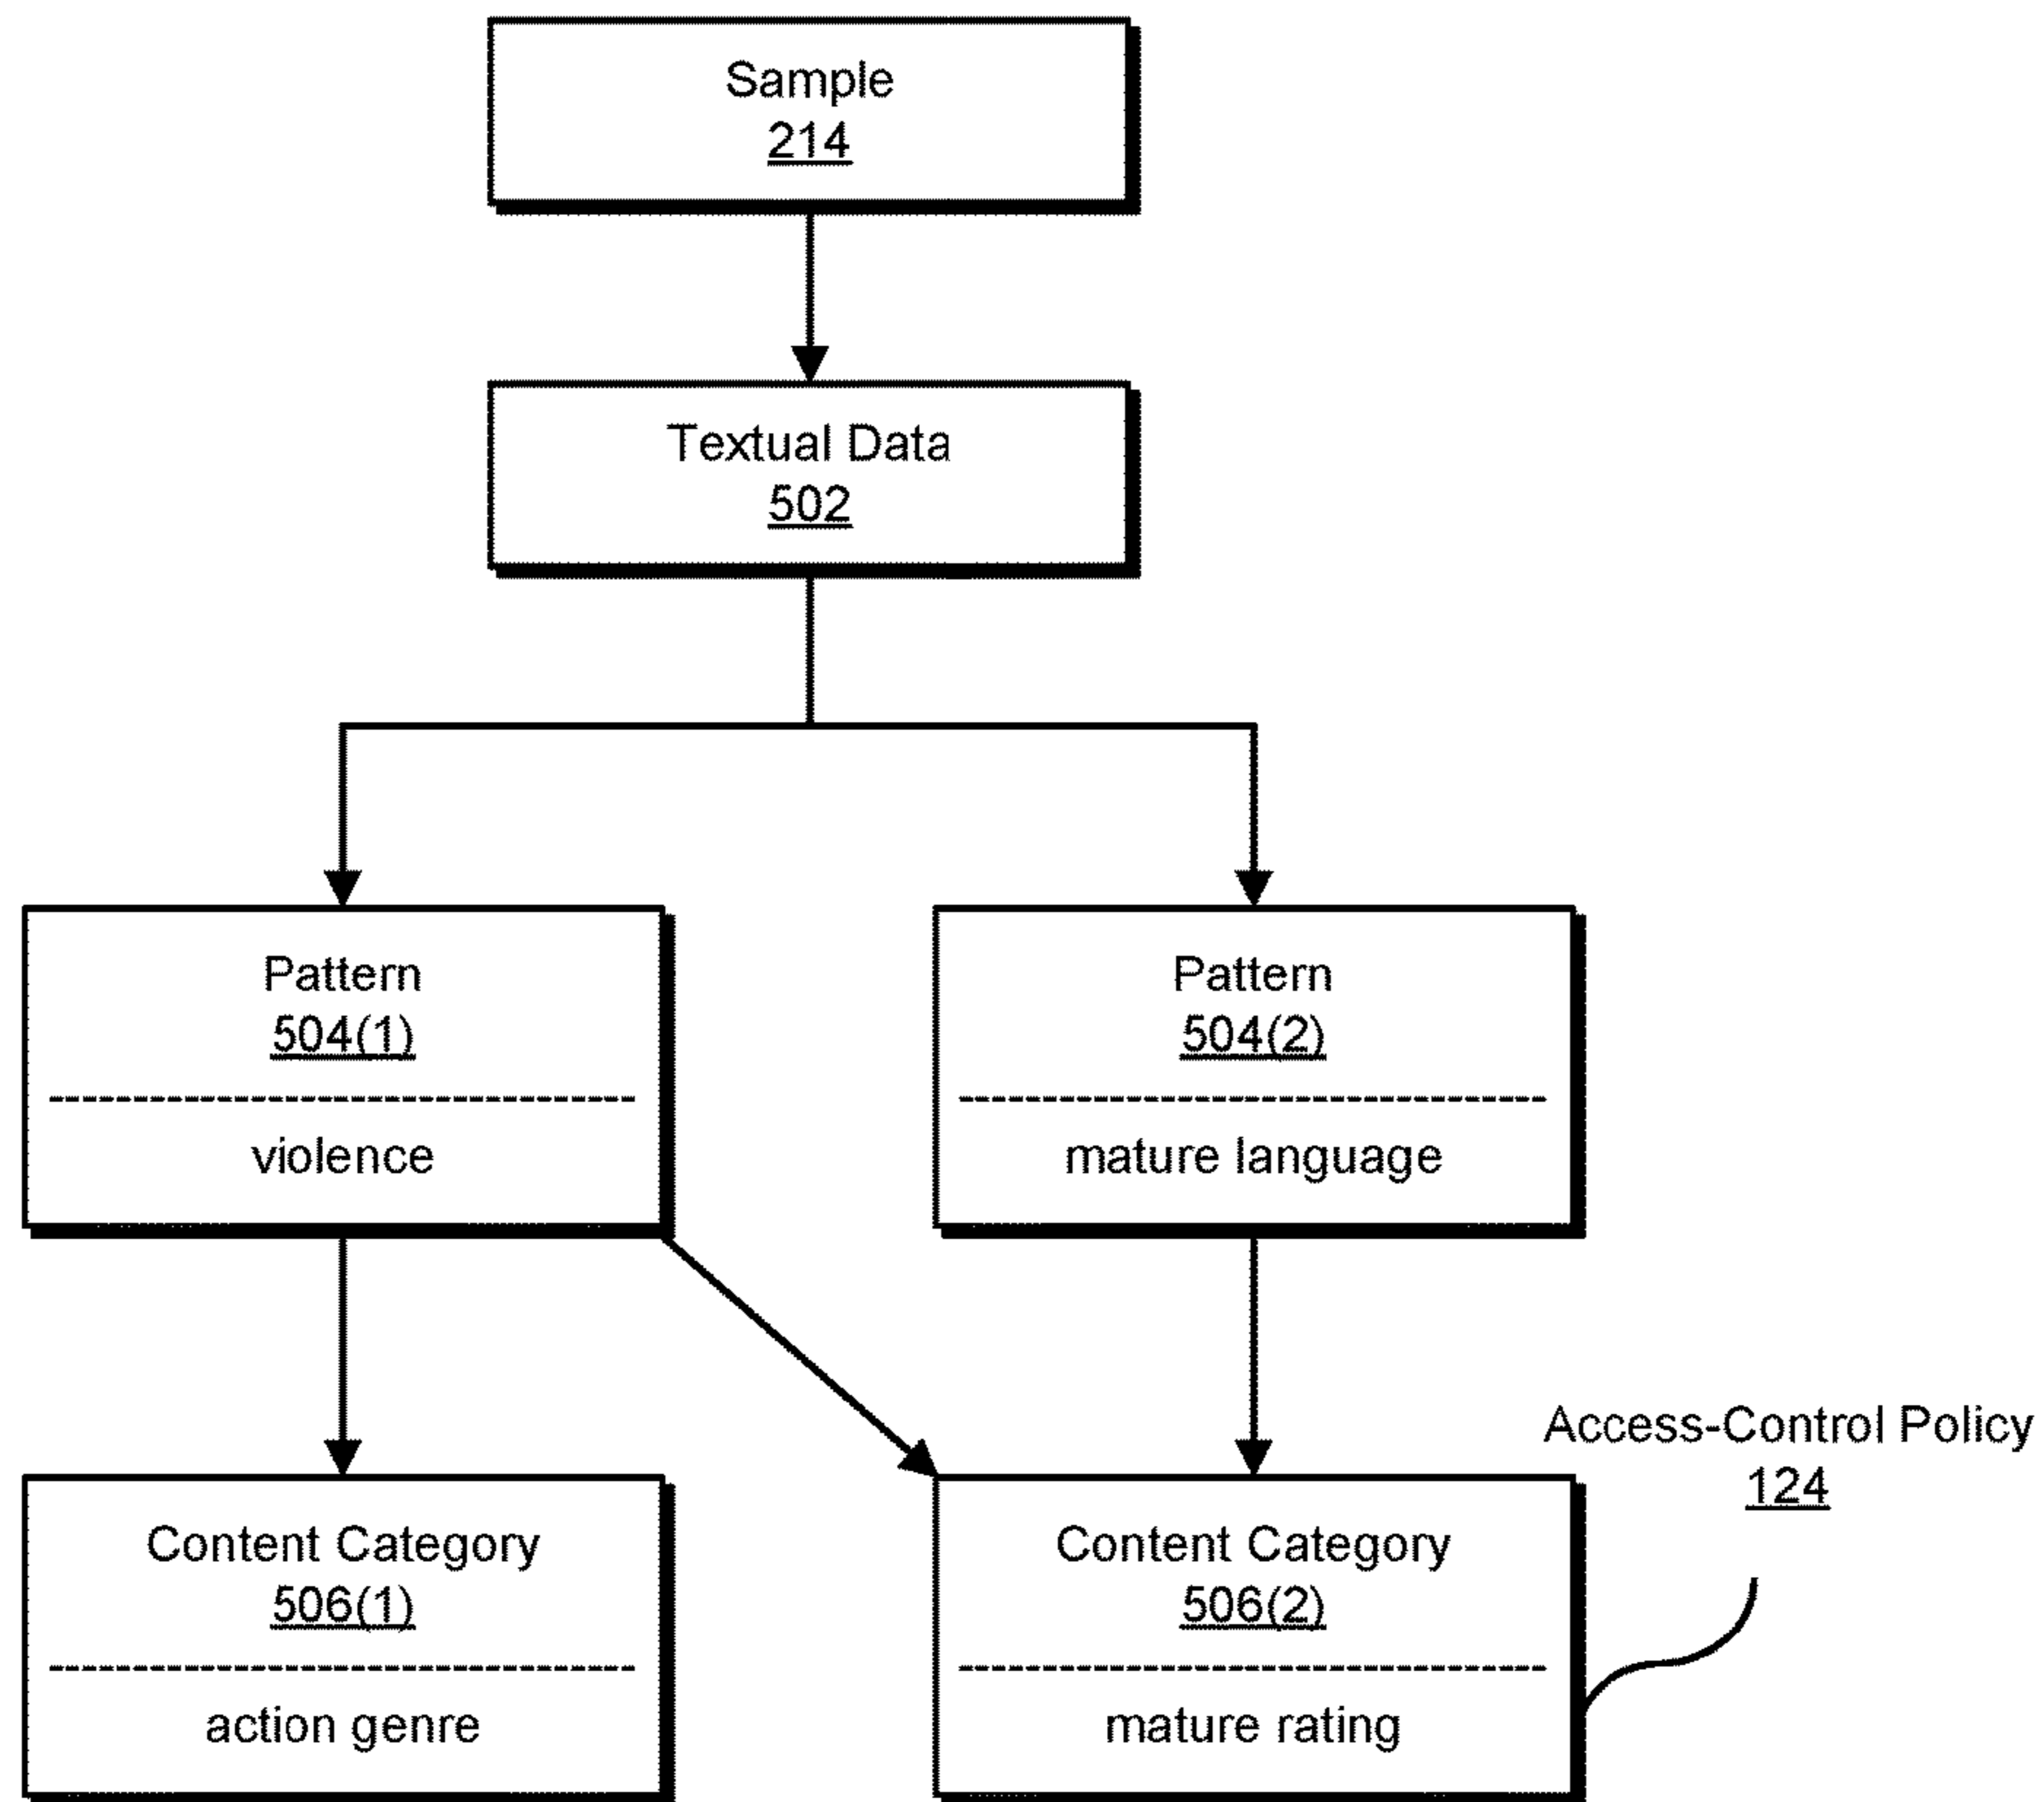 Sample
214
Textual Data
502
Pattern
504(1)
violence
Pattern
504(2)
mature language
Access-Control Policy
124
Content Category
506(1)
action genre
Content Category
506(2)
mature rating